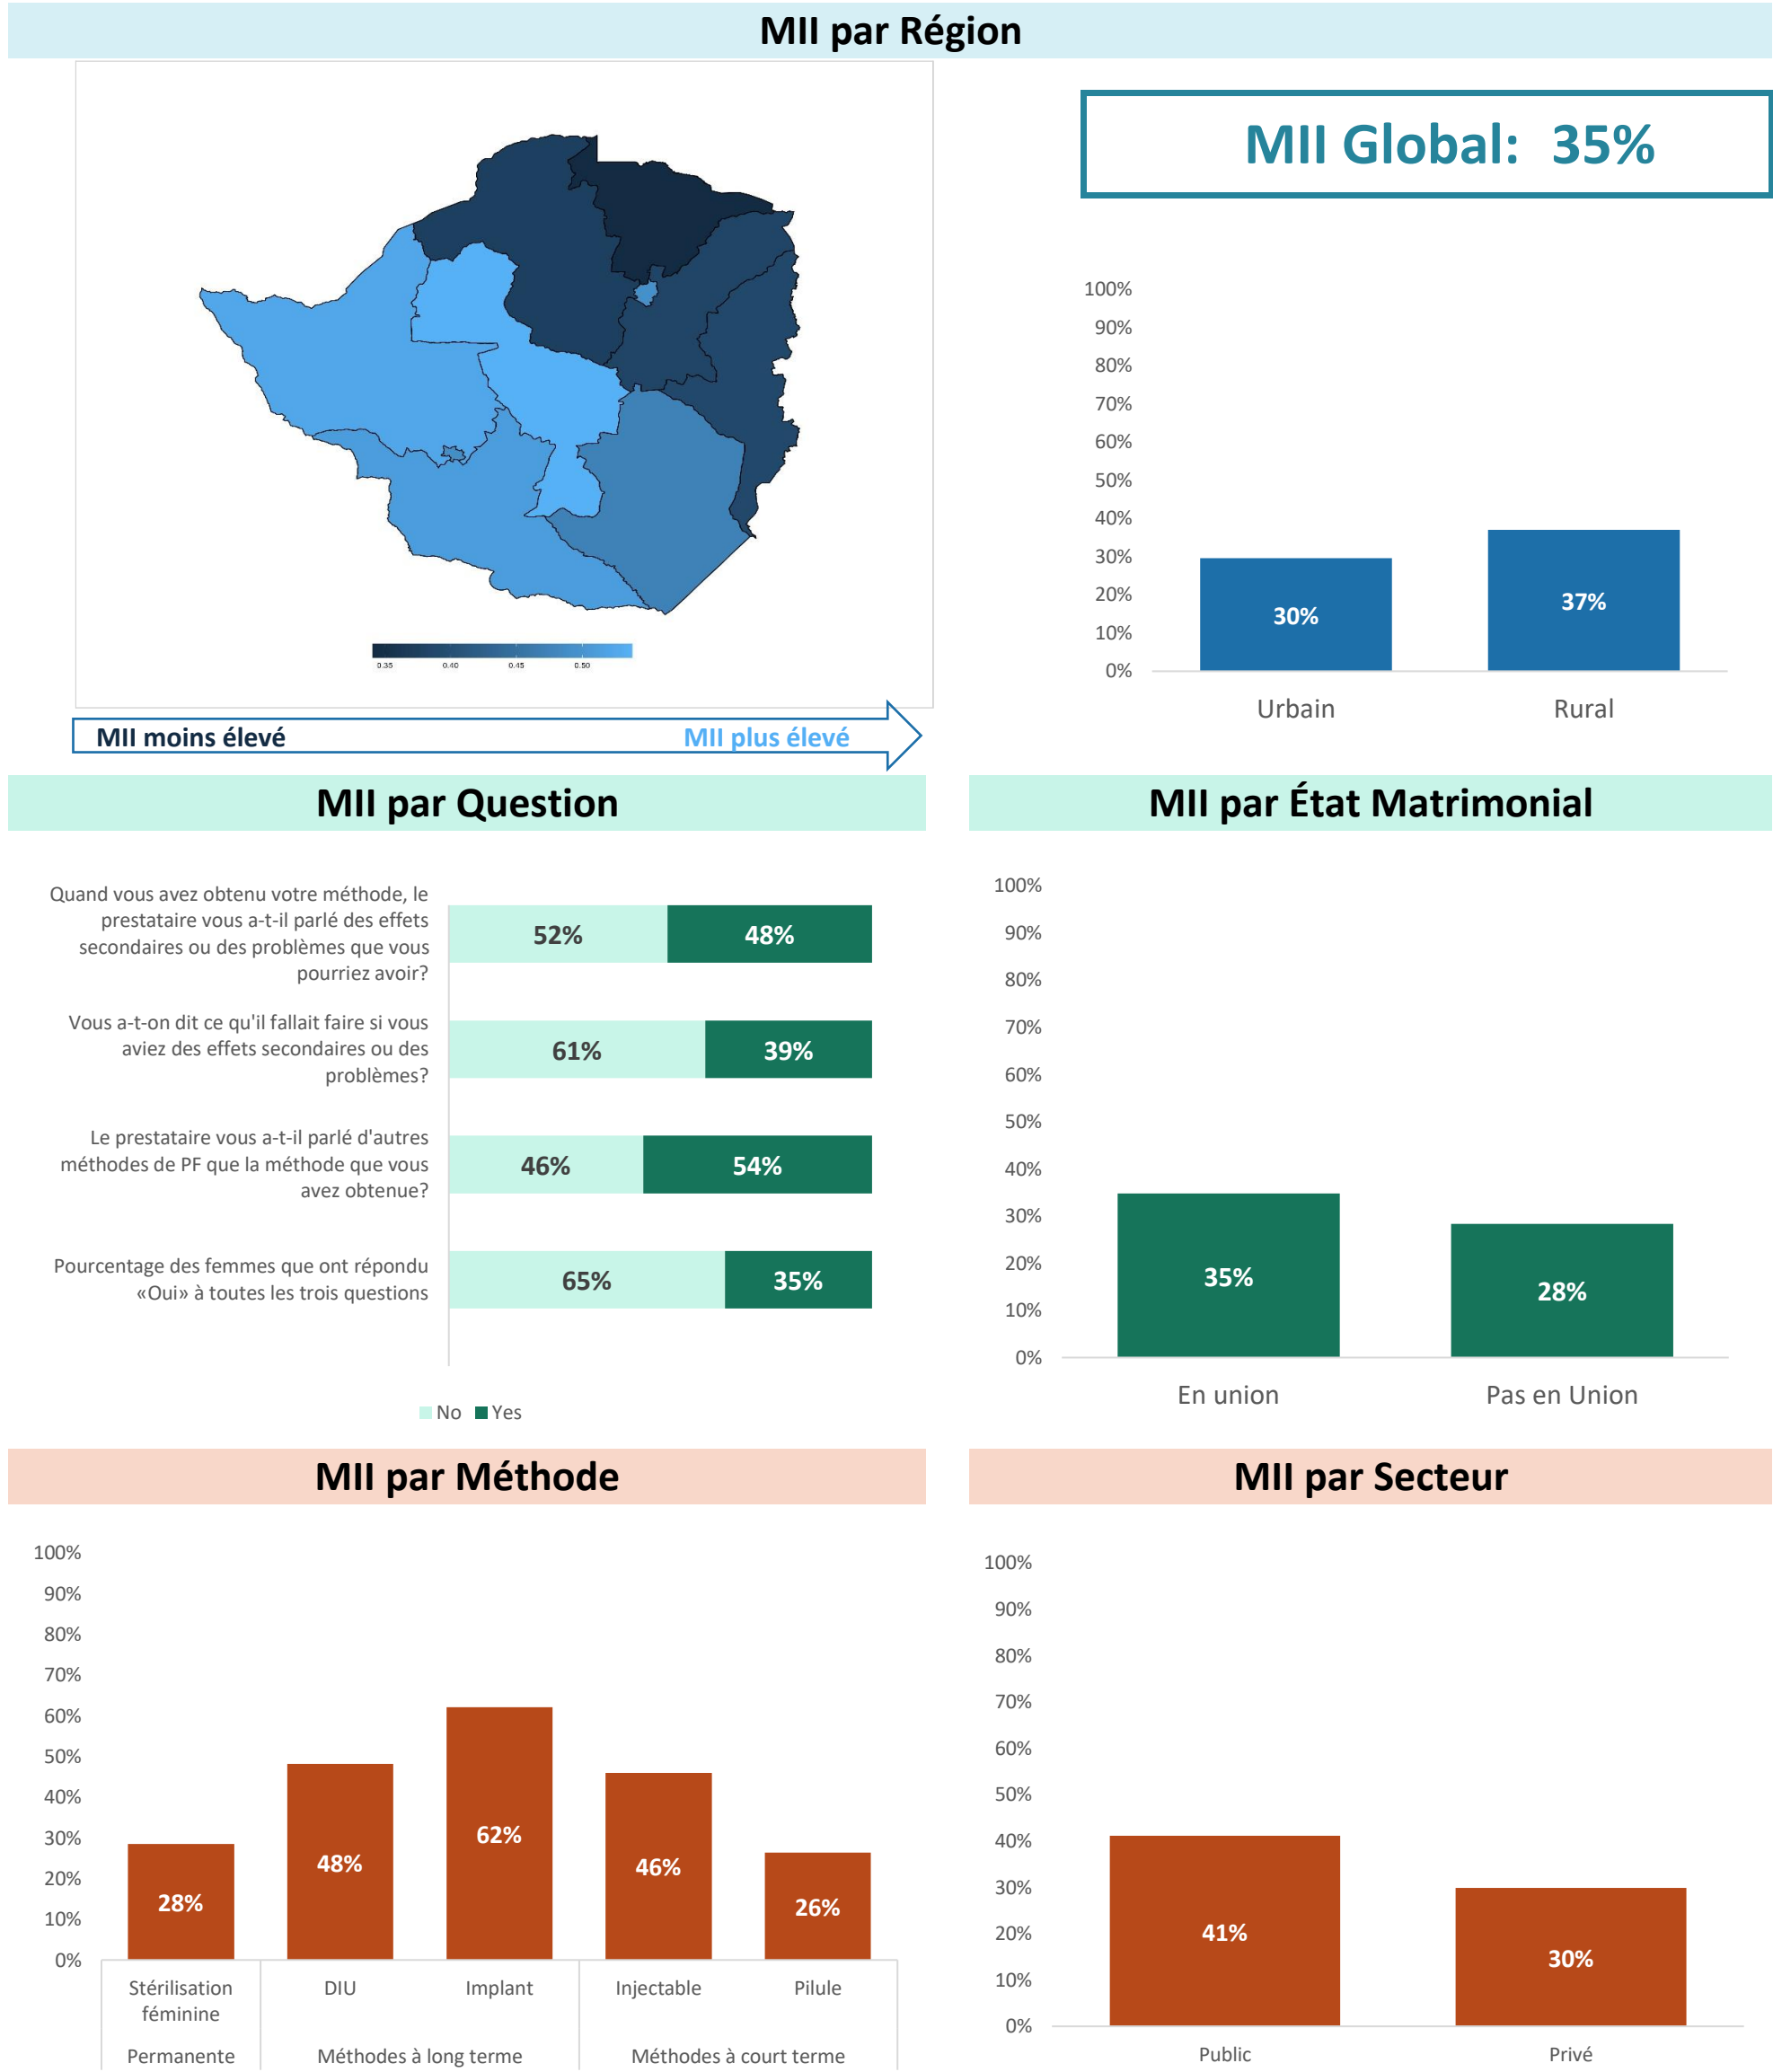 MII par Région
MII Global: 35%
0.35 0.40 0.45 0.50
MII moins élevé MII plus élevé
100%
90%
80%
70%
60%
50%
40%
30%
20%
10%
0%
30%
37%
Urbain Rural
MII par Question
Quand vous avez obtenu votre méthode, le
prestataire vous a-t-il parlé des effets
secondaires ou des problèmes que vous
pourriez avoir?
52% 48%
Vous a-t-on dit ce qu'il fallait faire si vous
aviez des effets secondaires ou des
problèmes?
61% 39%
Le prestataire vous a-t-il parlé d'autres
méthodes de PF que la méthode que vous
avez obtenue?
46% 54%
Pourcentage des femmes que ont répondu
«Oui» à toutes les trois questions
65% 35%
No Yes
MII par État Matrimonial
100%
90%
80%
70%
60%
50%
40%
30%
20%
10%
0%
35%
28%
En union Pas en Union
MII par Méthode
100%
90%
80%
70%
60%
50%
40%
30%
20%
10%
0%
28%
48%
62%
46%
26%
Stérilisation
féminine
DIU Implant Injectable Pilule
Permanente Méthodes à long terme Méthodes à court terme
MII par Secteur
100%
90%
80%
70%
60%
50%
40%
30%
20%
10%
0%
41%
30%
Public Privé